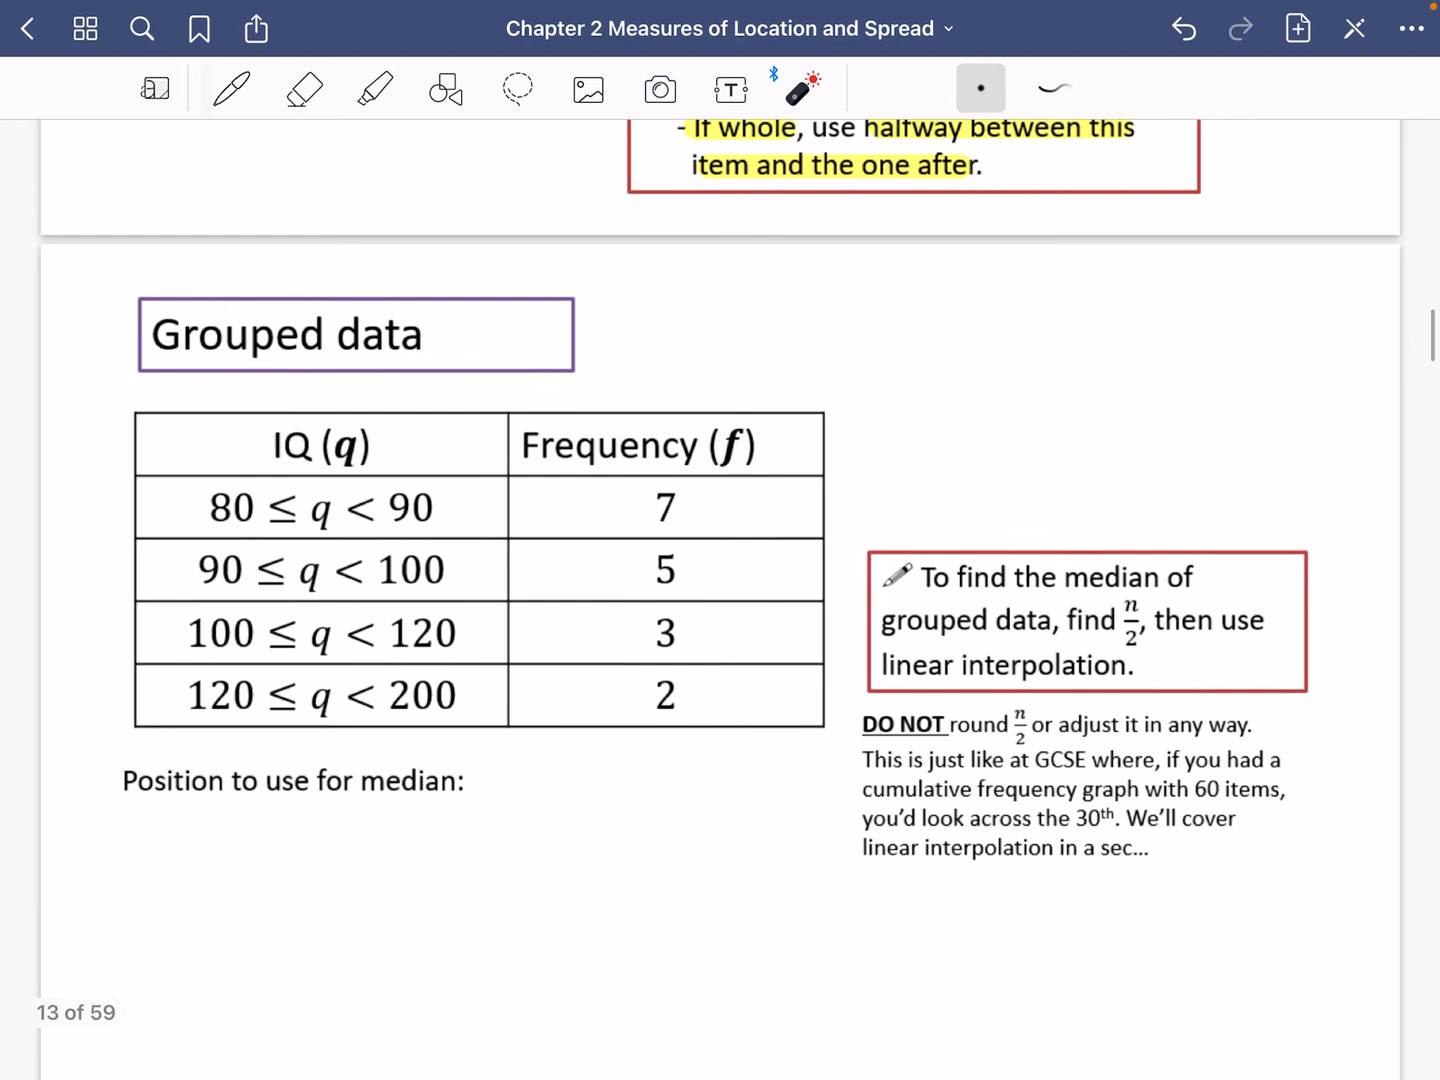 Chapter 2 Measures of Location and Spread
T
- If whole, use halfway between this
item and the one after.
Grouped data
IQ (q) Frequency (f)
80 ≤ q < 90 7
90 ≤ q < 100 5
100 ≤ q < 120 3
120 ≤ q < 200 2
Position to use for median:
To find the median of
grouped data, find n/2, then use
linear interpolation.
DO NOT round n/2 or adjust it in any way.
This is just like at GCSE where, if you had a
cumulative frequency graph with 60 items,
you'd look across the 30th. We'll cover
linear interpolation in a sec...
13 of 59